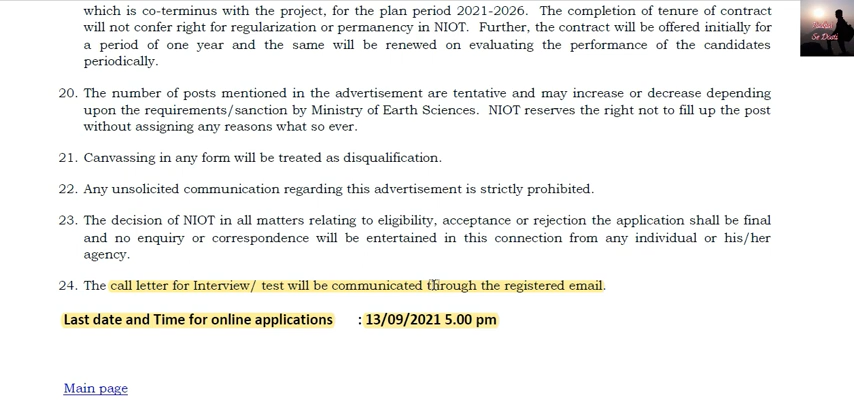 which is co-terminus with the project, for the plan period 2021-2026. The completion of tenure of contract
will not confer right for regularization or permanency in NIOT. Further, the contract will be offered initially for
a period of one year and the same will be renewed on evaluating the performance of the candidates
periodically.
20. The number of posts mentioned in the advertisement are tentative and may increase or decrease depending
upon the requirements/sanction by Ministry of Earth Sciences. NIOT reserves the right not to fill up the post
without assigning any reasons what so ever.
21. Canvassing in any form will be treated as disqualification.
22. Any unsolicited communication regarding this advertisement is strictly prohibited.
23. The decision of NIOT in all matters relating to eligibility, acceptance or rejection the application shall be final
and no enquiry or correspondence will be entertained in this connection from any individual or his/her
agency.
24. The call letter for Interview/ test will be communicated through the registered email.
Last date and Time for online applications : 13/09/2021 5.00 pm
Main page